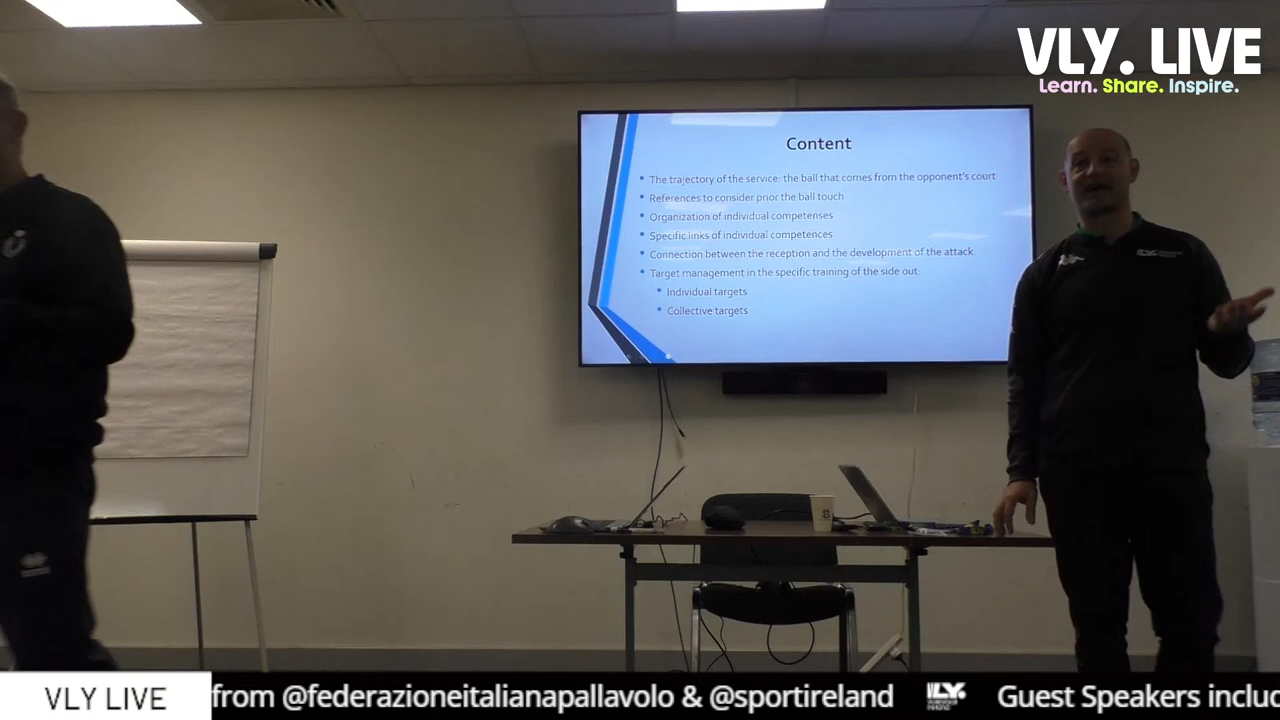 VLY. LIVE
Learn. Share. Inspire.
Content
• The trajectory of the service: the ball that comes from the opponent's court
• References to consider prior the ball touch
• Organization of individual competenses
• Specific links of individual competences
• Connection between the reception and the development of the attack
• Target management in the specific training of the side out:
• Individual targets
• Collective targets
VLY LIVE
from @federazioneitalianapallavolo & @sportireland
VLY.
Guest Speakers includ